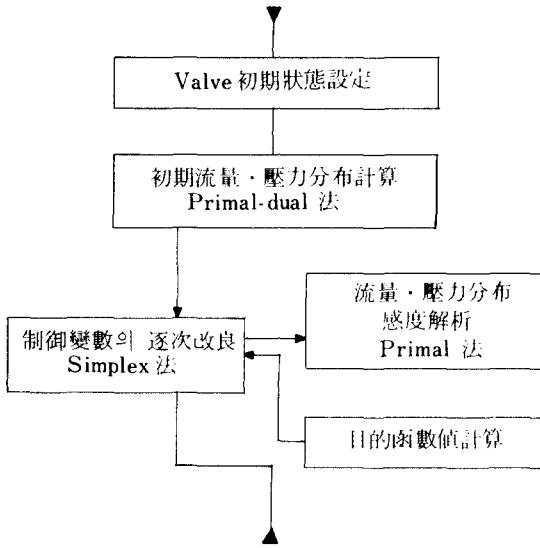 Valve 初期狀態設定
初期流量・壓力分布計算
Primal-dual 法
流量・壓力分布
感度解析
Primal 法
制御變數의 逐次改良
Simplex 法
目的函數値計算